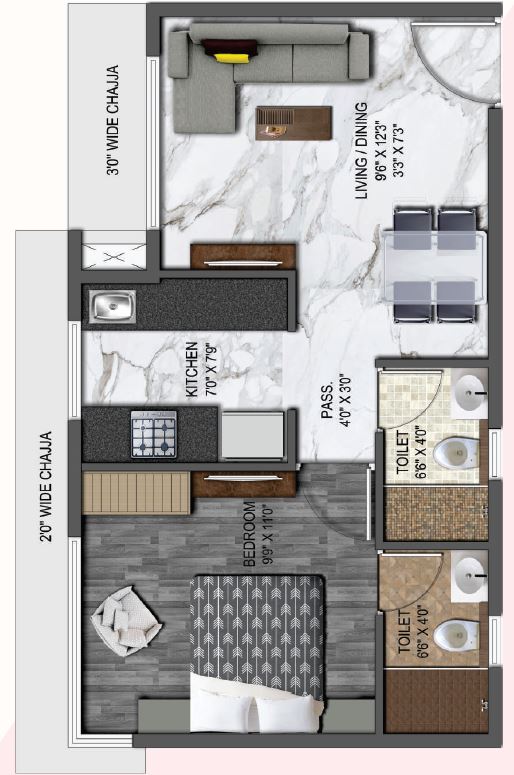 3'0" WIDE CHAJJA
LIVING / DINING
9'6" X 12'3"
3'3" X 7'3"
KITCHEN
7'0" X 7'9"
PASS.
4'0" X 3'0"
TOILET
6'6" X 4'0"
2'0" WIDE CHAJJA
BEDROOM
9'9" X 11'0"
TOILET
6'6" X 4'0"